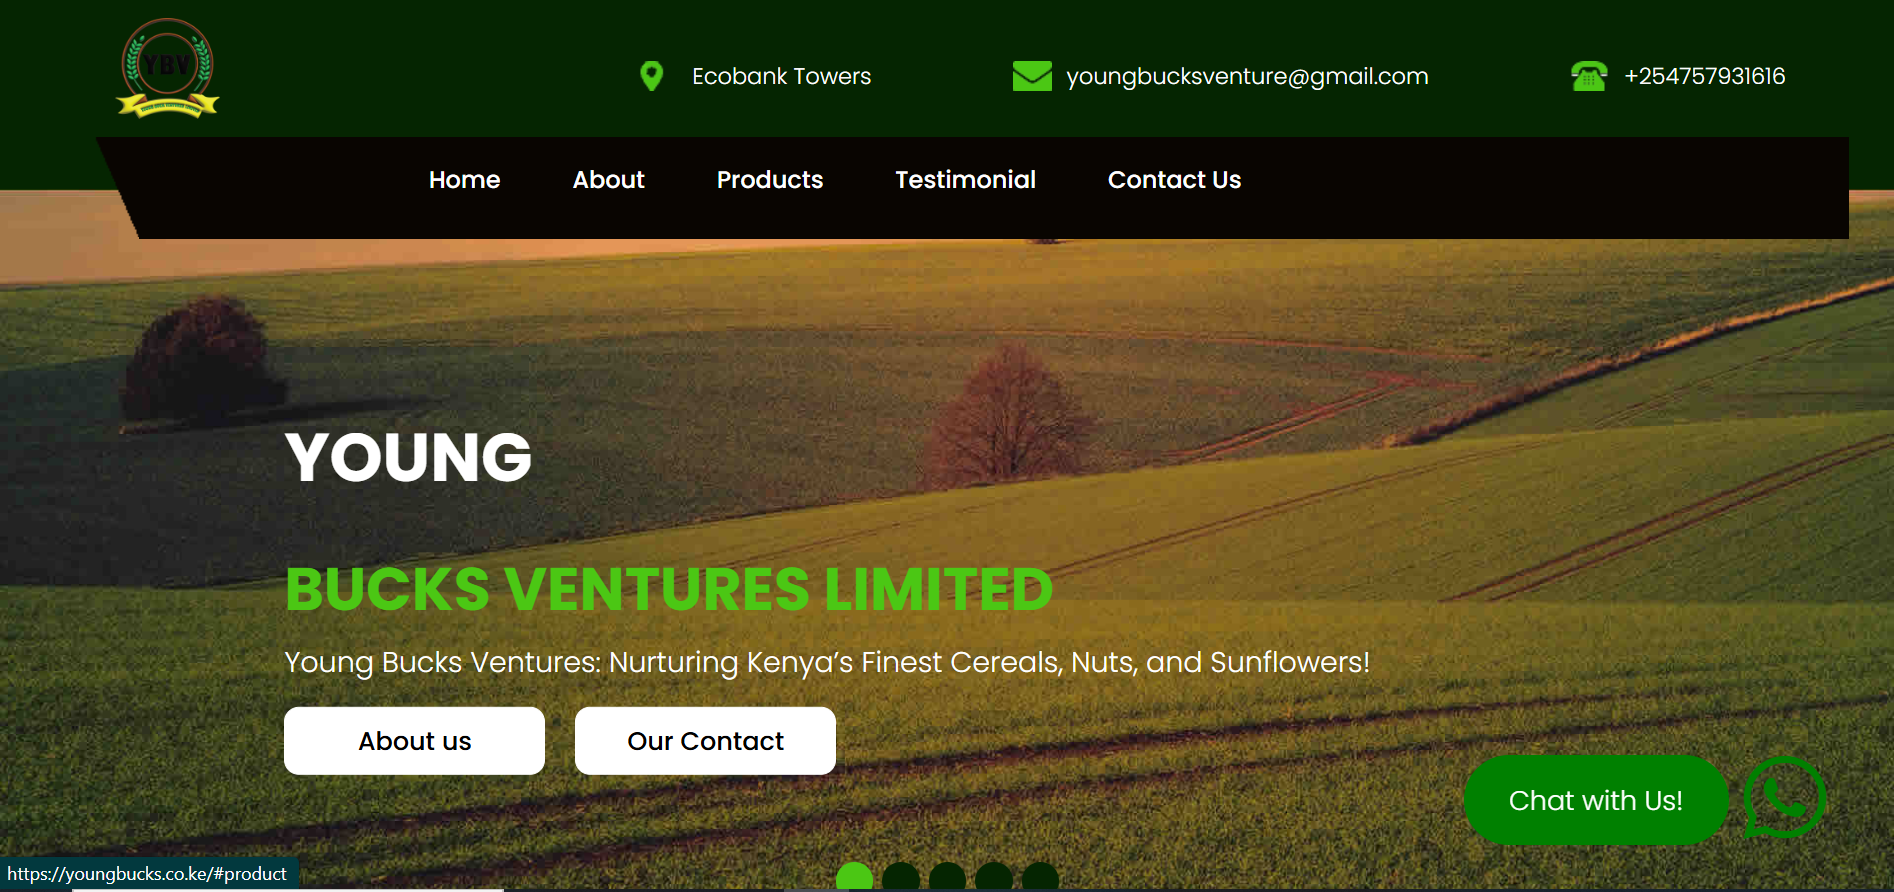 YBV
Ecobank Towers
youngbucksventure@gmail.com
+254757931616
Home
About
Products
Testimonial
Contact Us
YOUNG
BUCKS VENTURES LIMITED
Young Bucks Ventures: Nurturing Kenya’s Finest Cereals, Nuts, and Sunflowers!
About us
Our Contact
Chat with Us!
https://youngbucks.co.ke/#product